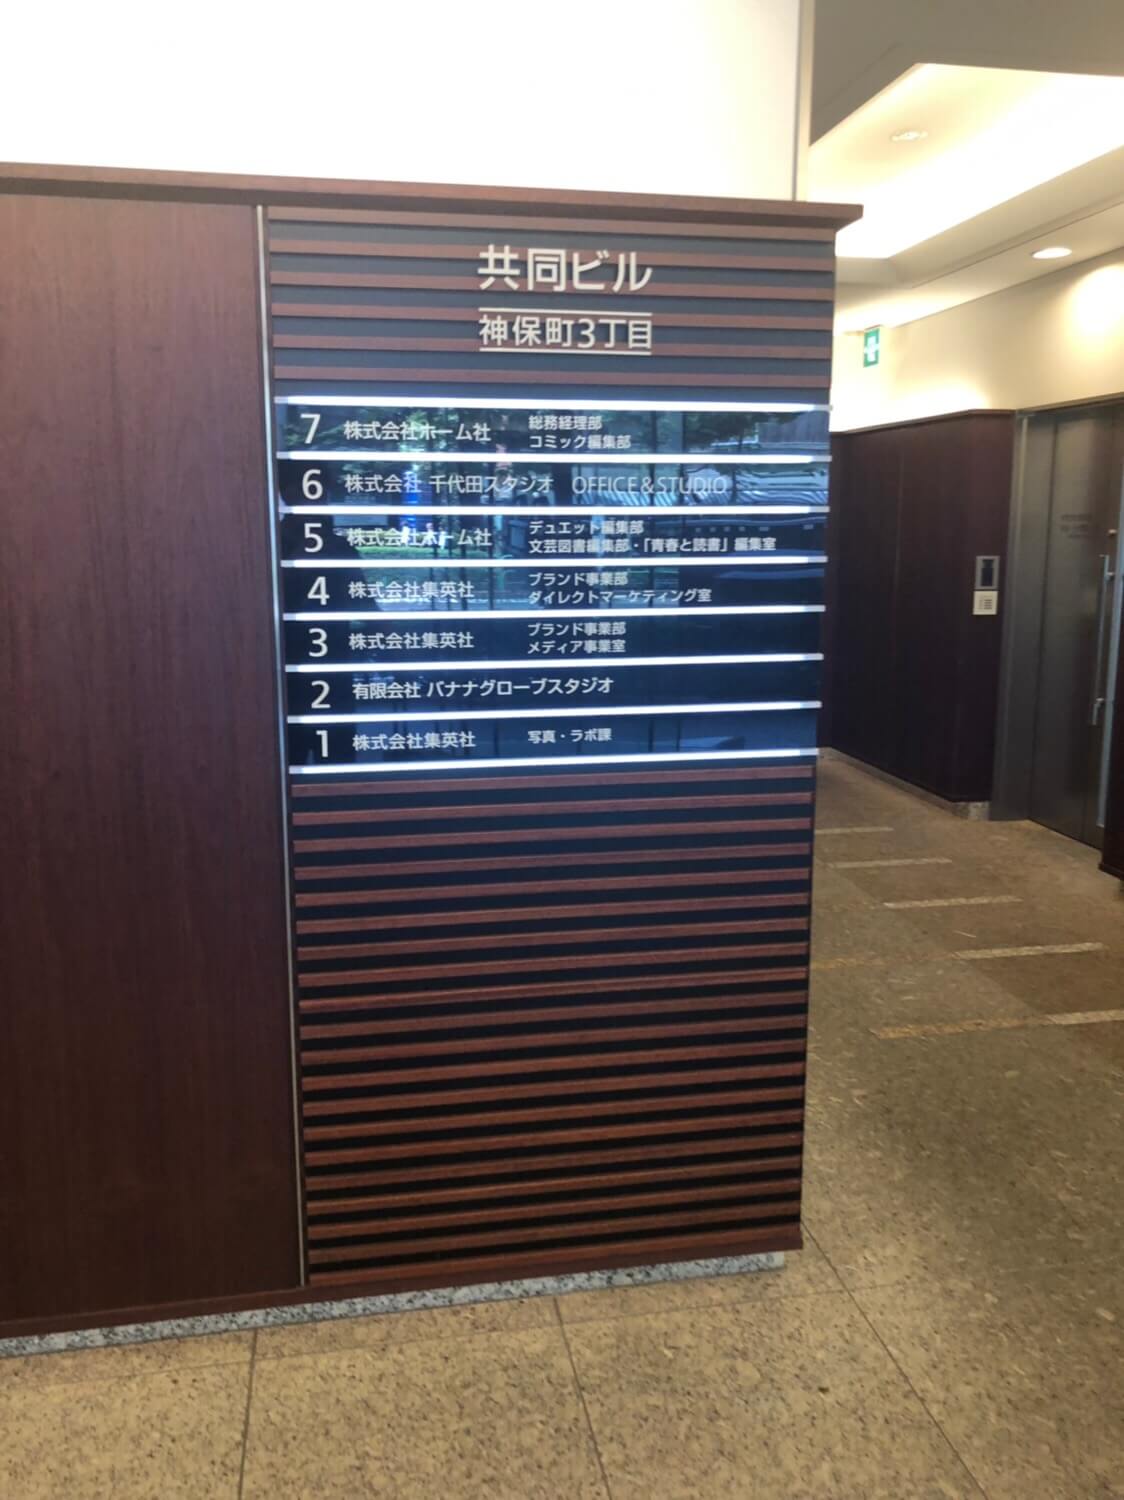 共同ビル
神保町3丁目
7 株式会社ホーム社 総務経理部
コミック編集部
6 株式会社 千代田スタジオ OFFICE&STUDIO
5 株式会社ホーム社 デュエット編集部
文芸図書編集部・「青春と読書」編集室
4 株式会社集英社 ブランド事業部
ダイレクトマーケティング室
3 株式会社集英社 ブランド事業部
メディア事業室
2 有限会社 バナナグローブスタジオ
1 株式会社集英社 写真・ラボ課